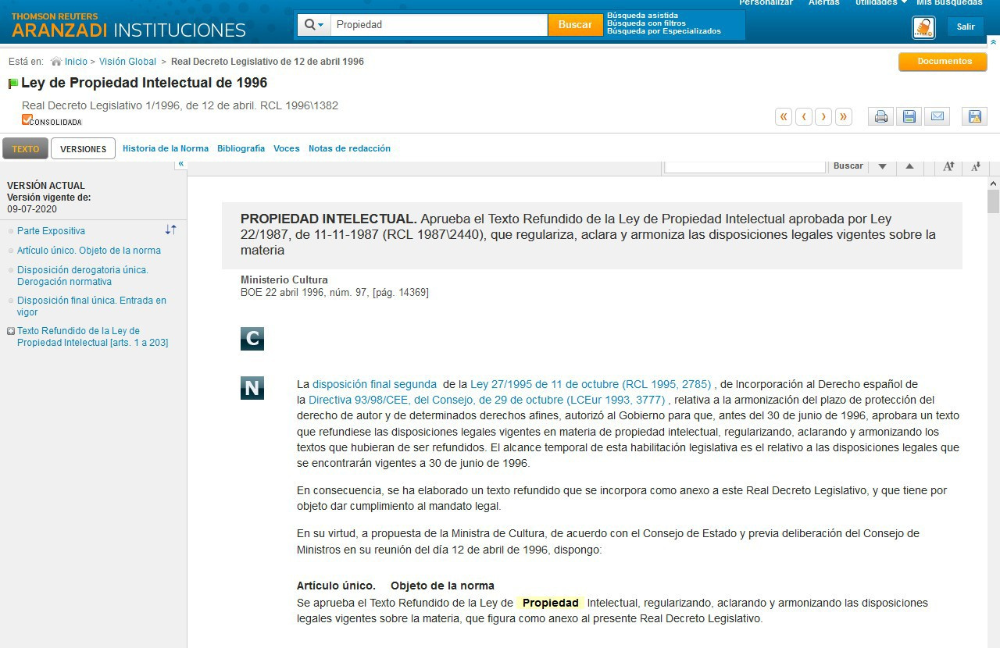 Personalizar Alertas Utilidades Mis Búsquedas
THOMSON REUTERS
ARANZADI INSTITUCIONES
Propiedad
Buscar
Búsqueda asistida
Búsqueda con filtros
Búsqueda por Especializados
Salir
Está en: Inicio > Visión Global > Real Decreto Legislativo de 12 de abril 1996
Documentos
Ley de Propiedad Intelectual de 1996
Real Decreto Legislativo 1/1996, de 12 de abril. RCL 1996\1382
CONSOLIDADA
TEXTO VERSIONES Historia de la Norma Bibliografía Voces Notas de redacción
Buscar
VERSIÓN ACTUAL
Versión vigente de:
09-07-2020
Parte Expositiva
Artículo único. Objeto de la norma
Disposición derogatoria única.
Derogación normativa
Disposición final única. Entrada en
vigor
Texto Refundido de la Ley de
Propiedad Intelectual [arts. 1 a 203]
PROPIEDAD INTELECTUAL. Aprueba el Texto Refundido de la Ley de Propiedad Intelectual aprobada por Ley
22/1987, de 11-11-1987 (RCL 1987\2440), que regulariza, aclara y armoniza las disposiciones legales vigentes sobre la
materia
Ministerio Cultura
BOE 22 abril 1996, núm. 97, [pág. 14369]
C
N
La disposición final segunda de la Ley 27/1995 de 11 de octubre (RCL 1995, 2785) , de Incorporación al Derecho español de
la Directiva 93/98/CEE, del Consejo, de 29 de octubre (LCEur 1993, 3777) , relativa a la armonización del plazo de protección del
derecho de autor y de determinados derechos afines, autorizó al Gobierno para que, antes del 30 de junio de 1996, aprobara un texto
que refundiese las disposiciones legales vigentes en materia de propiedad intelectual, regularizando, aclarando y armonizando los
textos que hubieran de ser refundidos. El alcance temporal de esta habilitación legislativa es el relativo a las disposiciones legales que
se encontrarán vigentes a 30 de junio de 1996.
En consecuencia, se ha elaborado un texto refundido que se incorpora como anexo a este Real Decreto Legislativo, y que tiene por
objeto dar cumplimiento al mandato legal.
En su virtud, a propuesta de la Ministra de Cultura, de acuerdo con el Consejo de Estado y previa deliberación del Consejo de
Ministros en su reunión del día 12 de abril de 1996, dispongo:
Artículo único. Objeto de la norma
Se aprueba el Texto Refundido de la Ley de Propiedad Intelectual, regularizando, aclarando y armonizando las disposiciones
legales vigentes sobre la materia, que figura como anexo al presente Real Decreto Legislativo.